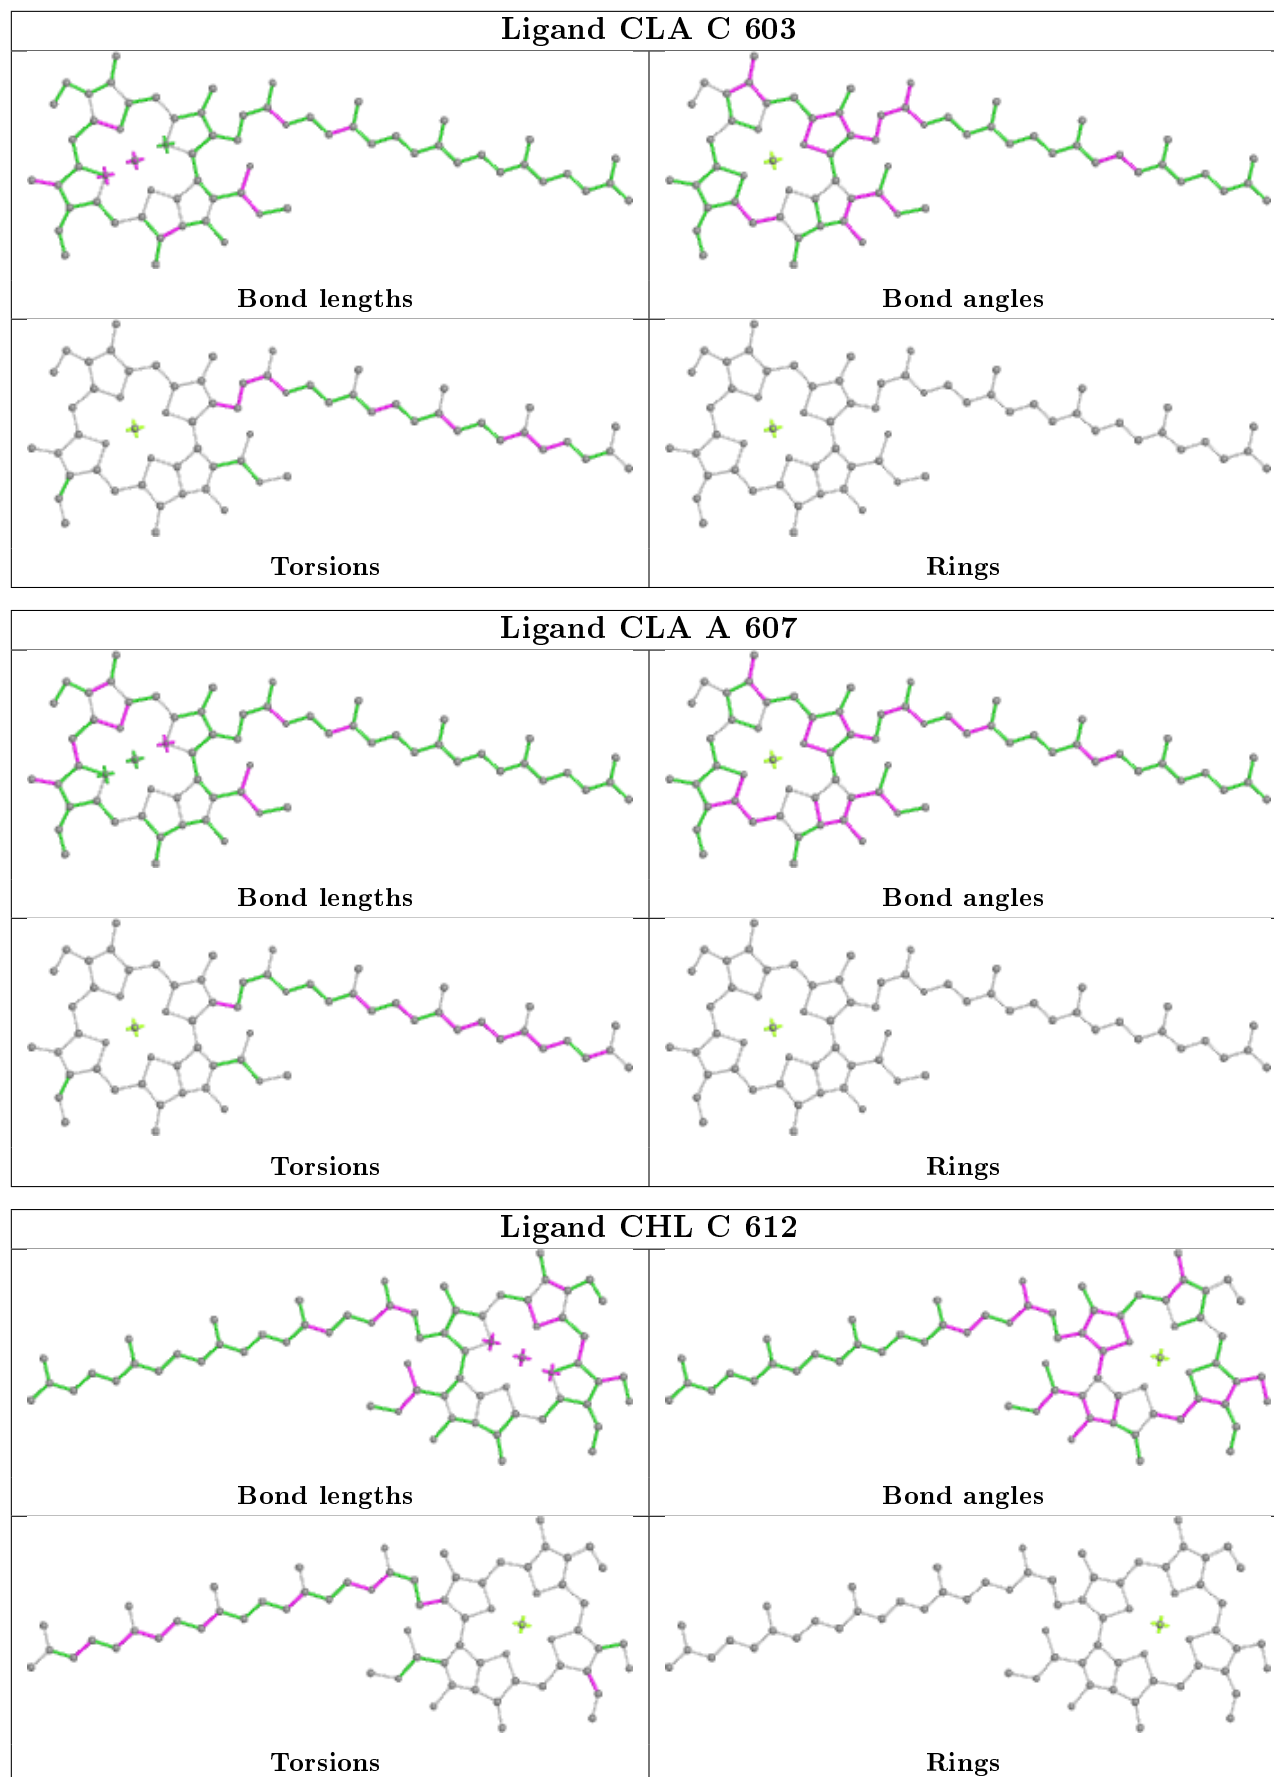 Ligand CLA C 603
Bond lengths
Bond angles
Torsions
Rings
Ligand CLA A 607
Bond lengths
Bond angles
Torsions
Rings
Ligand CHL C 612
Bond lengths
Bond angles
Torsions
Rings